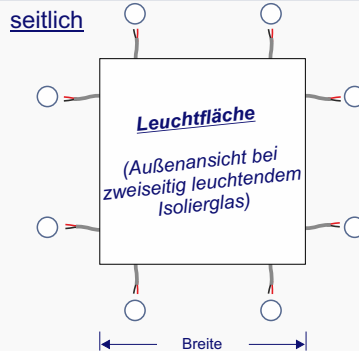 seitlich
Leuchtfläche
(Außenansicht bei
zweiseitig leuchtendem
Isolierglas)
Breite